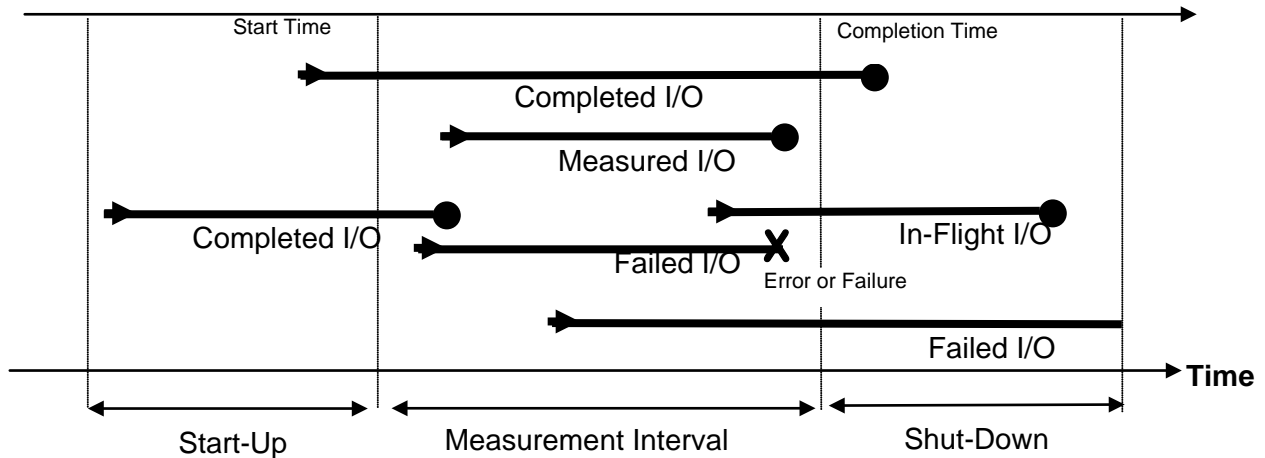 Start Time
Completion Time
Completed I/O
Measured I/O
Completed I/O
In-Flight I/O
Failed I/O
Error or Failure
Failed I/O
Time
Start-Up
Measurement Interval
Shut-Down